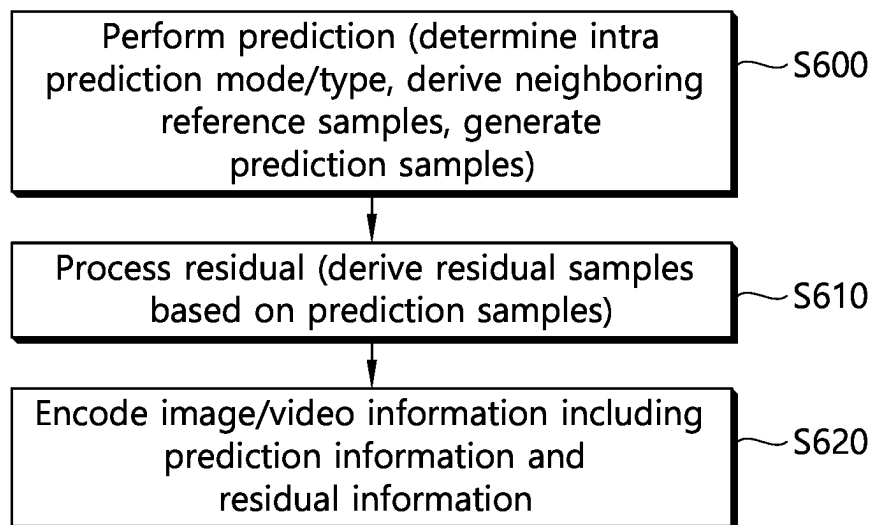 Perform prediction (determine intra
prediction mode/type, derive neighboring
reference samples, generate
prediction samples)
S600
Process residual (derive residual samples
based on prediction samples)
S610
Encode image/video information including
prediction information and
residual information
S620